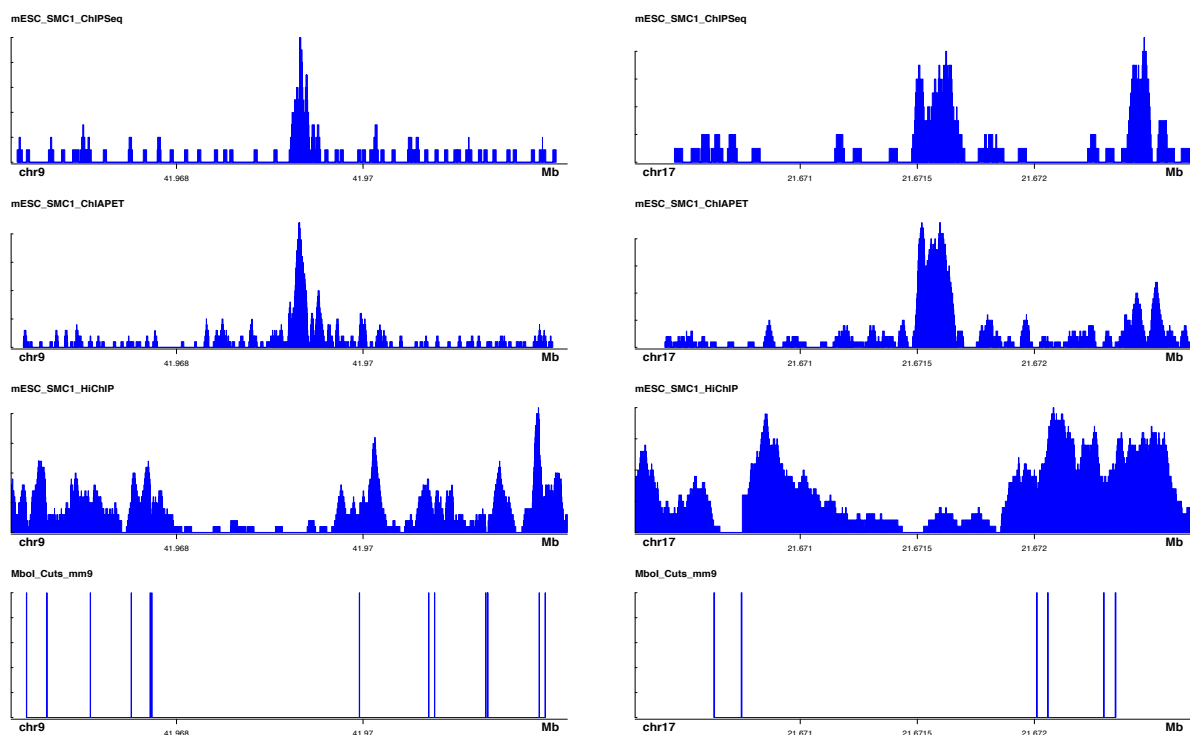 mESC_SMC1_ChIPSeq
chr9 41.968 41.97 Mb
mESC_SMC1_ChIAPET
chr9 41.968 41.97 Mb
mESC_SMC1_HiChIP
chr9 41.968 41.97 Mb
MboI_Cuts_mm9
chr9 41.968 41.97 Mb
mESC_SMC1_ChIPSeq
chr17 21.671 21.6715 21.672 Mb
mESC_SMC1_ChIAPET
chr17 21.671 21.6715 21.672 Mb
mESC_SMC1_HiChIP
chr17 21.671 21.6715 21.672 Mb
MboI_Cuts_mm9
chr17 21.671 21.6715 21.672 Mb